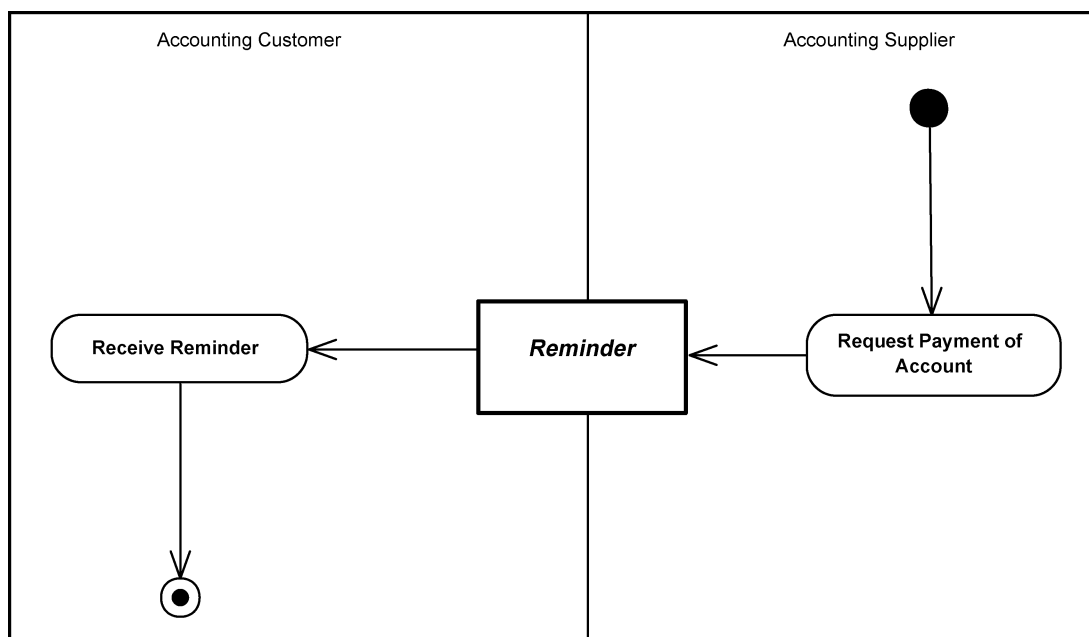 Accounting Customer
Accounting Supplier
Receive Reminder
Reminder
Request Payment of
Account